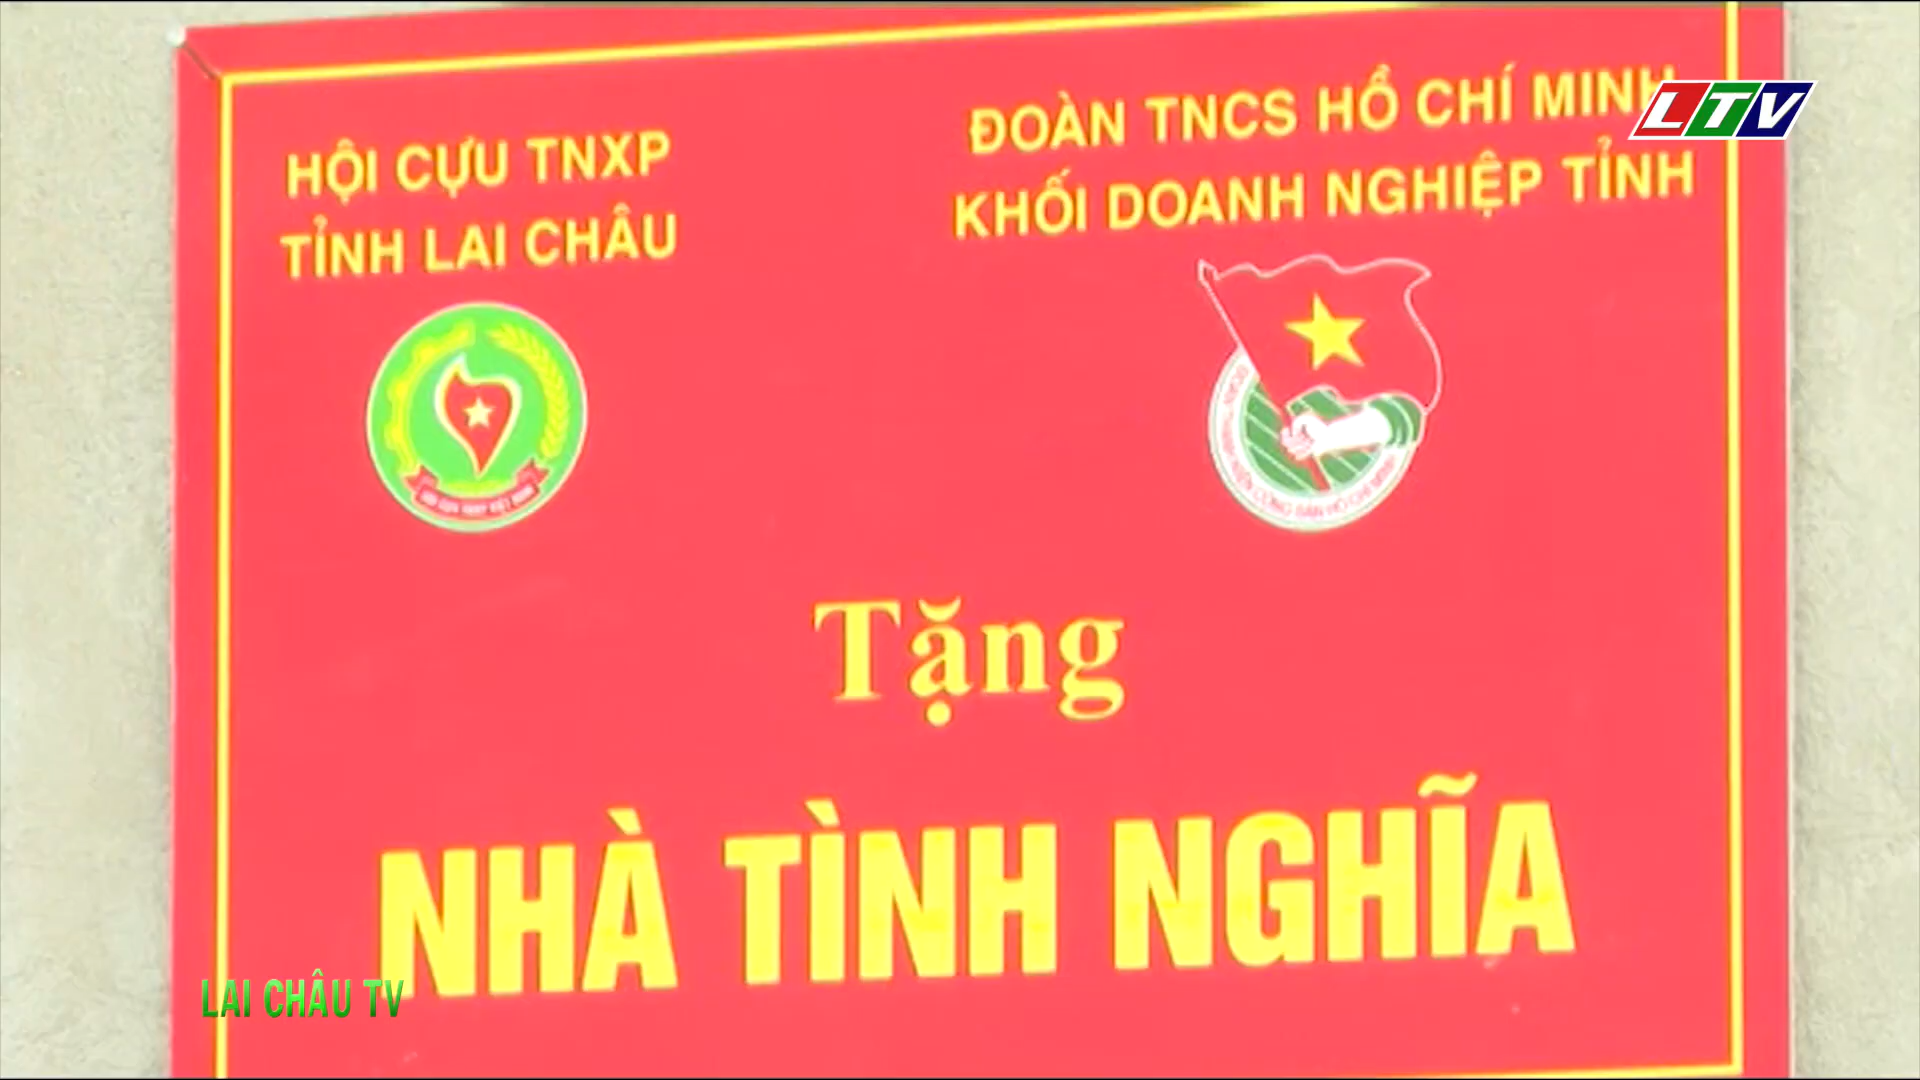 HỘI CỰU TNXP
TỈNH LAI CHÂU
ĐOÀN TNCS HỒ CHÍ MINH
KHỐI DOANH NGHIỆP TỈNH
LTV
Tặng
NHÀ TÌNH NGHĨA
LAI CHÂU TV